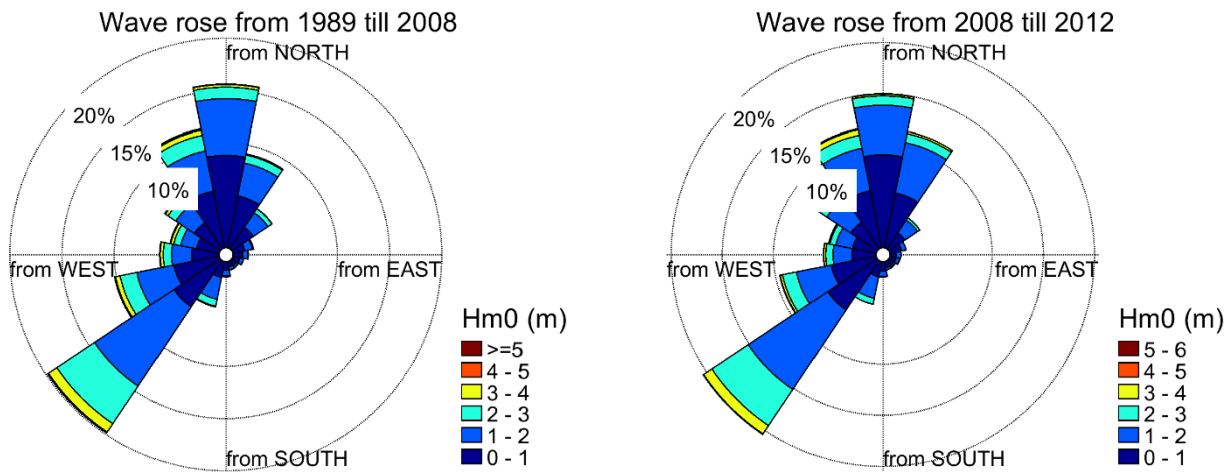 Wave rose from 1989 till 2008
from NORTH
20%
15%
10%
from WEST
from EAST
from SOUTH
Hm0 (m)
>=5
4 - 5
3 - 4
2 - 3
1 - 2
0 - 1
Wave rose from 2008 till 2012
from NORTH
20%
15%
10%
from WEST
from EAST
from SOUTH
Hm0 (m)
5 - 6
4 - 5
3 - 4
2 - 3
1 - 2
0 - 1